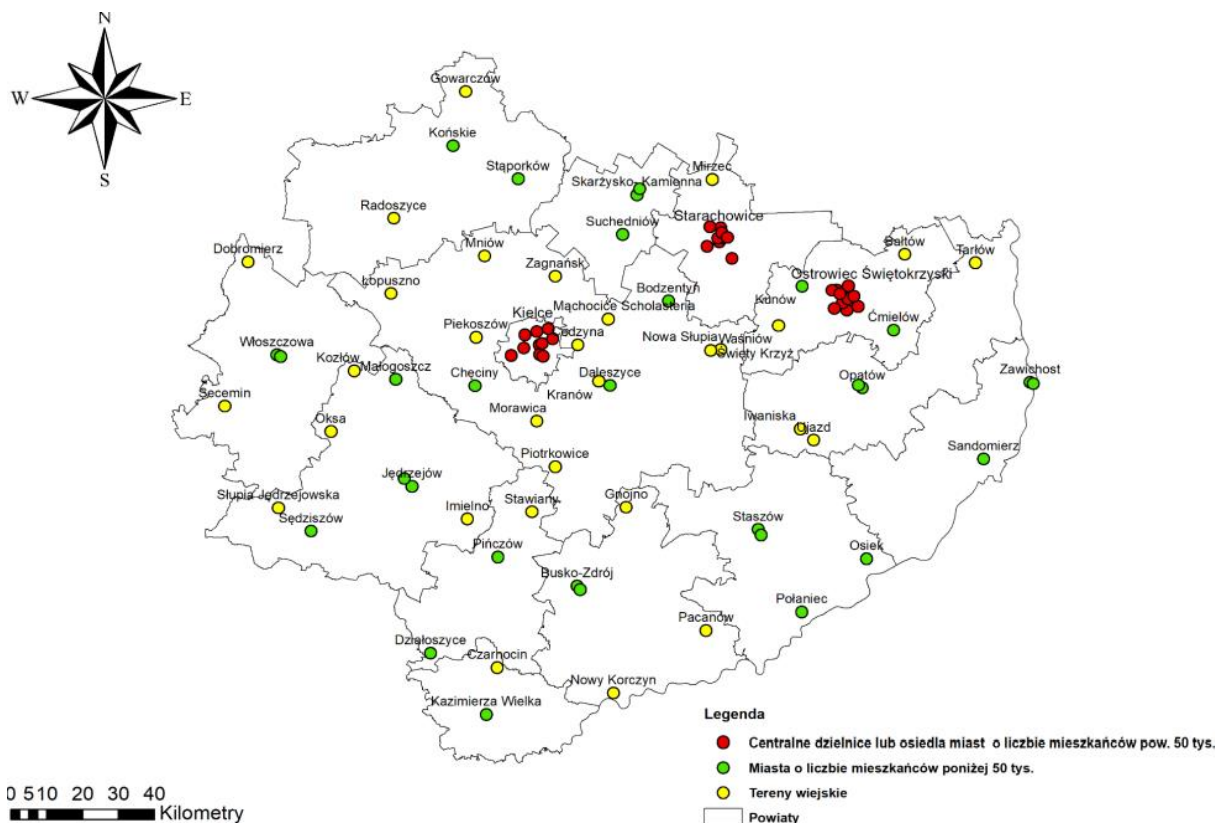 N
W E
S
Gowarczów
Końskie
Stąporków
Mirzec
Skarżysko- Kamienna
Radoszyce
Starachowice
Suchedniów
Mniów
Bałtów
Tarłów
Dobromierz
Zagnańsk
Ostrowiec Świętokrzyski
Łopuszno
Bodzentyn
Kunów
Mąchocice Scholasteria
Kielce
Ćmielów
Piekoszów
Cedzyna
Nowa Słupia
Waśniów
Święty Krzyż
Włoszczowa
Kozłów
Małogoszcz
Zawichost
Opatów
Chęciny
Daleszyce
Kranów
Secemin
Morawica
Iwaniska
Oksa
Ujazd
Sandomierz
Piotrkowice
Jędrzejów
Słupia Jędrzejowska
Stawiany
Gnojno
Imielno
Staszów
Sędziszów
Pińczów
Osiek
Busko-Zdrój
Połaniec
Pacanów
Działoszyce
Czarnocin
Nowy Korczyn
Kazimierza Wielka
Legenda
Centralne dzielnice lub osiedla miast o liczbie mieszkańców pow. 50 tys.
Miasta o liczbie mieszkańców poniżej 50 tys.
Tereny wiejskie
Powiaty
0 5 10 20 30 40
Kilometry